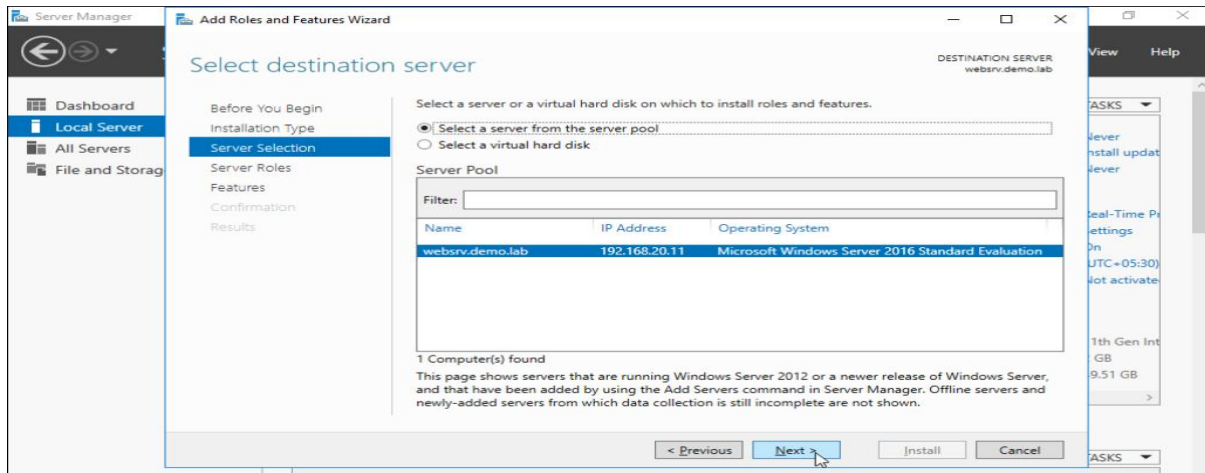 Server Manager
Add Roles and Features Wizard
View Help
Select destination server
DESTINATION SERVER
websrv.demo.lab
Dashboard
Local Server
All Servers
File and Storag
Before You Begin
Installation Type
Server Selection
Server Roles
Features
Confirmation
Results
Select a server or a virtual hard disk on which to install roles and features.
Select a server from the server pool
Select a virtual hard disk
Server Pool
Filter:
Name IP Address Operating System
websrv.demo.lab 192.168.20.11 Microsoft Windows Server 2016 Standard Evaluation
1 Computer(s) found
This page shows servers that are running Windows Server 2012 or a newer release of Windows Server,
and that have been added by using the Add Servers command in Server Manager. Offline servers and
newly-added servers from which data collection is still incomplete are not shown.
< Previous Next > Install Cancel
TASKS
Never
nstall updat
Never
Real-Time Pr
ettings
On
UTC+05:30)
Not activate
1th Gen Int
GB
9.51 GB
TASKS